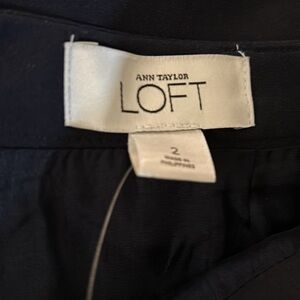 ANN TAYLOR
LOFT
2
MADE IN
PHILIPPINES